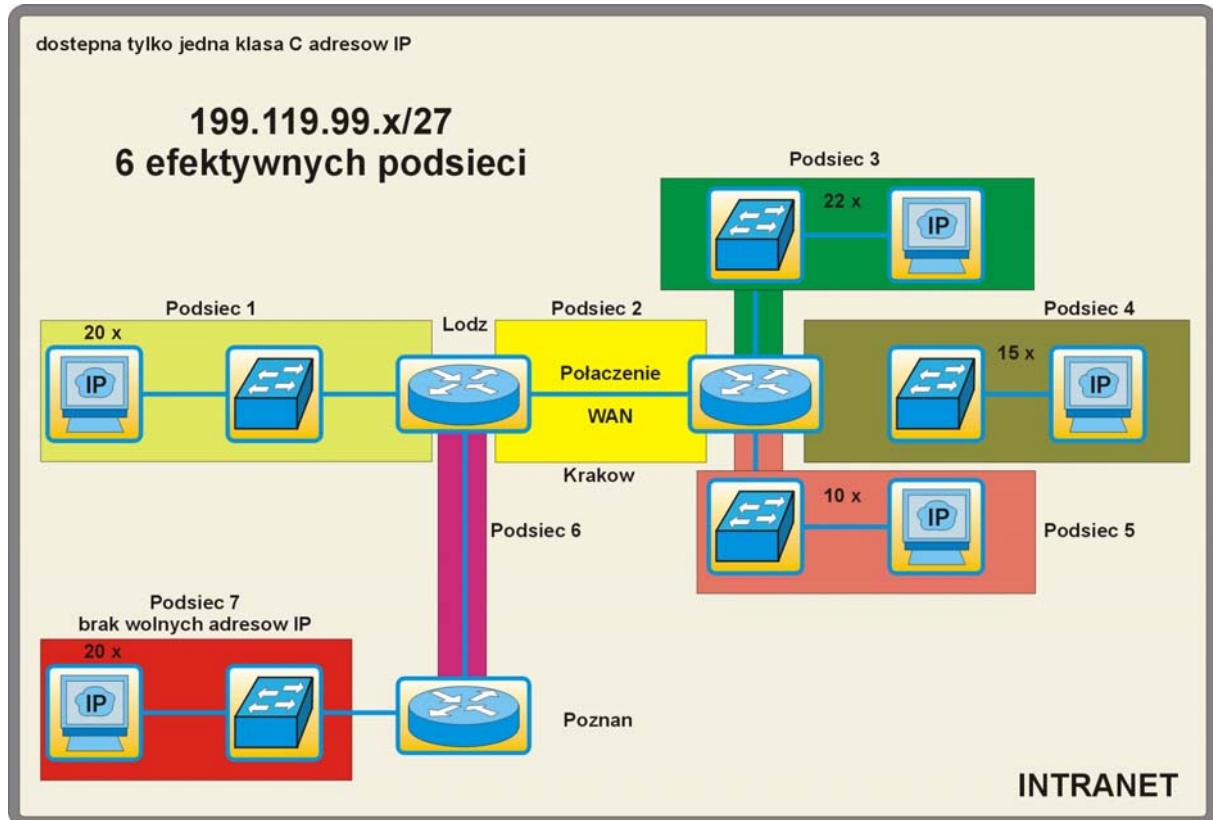 dostepna tylko jedna klasa C adresow IP
199.119.99.x/27
6 efektywnych podsieci
Podsiec 3
22 x
IP
Podsiec 1
20 x
IP
Lodz
Podsiec 2
Połaczenie
WAN
Krakow
Podsiec 4
15 x
IP
10 x
IP
Podsiec 5
Podsiec 6
Podsiec 7
brak wolnych adresow IP
20 x
IP
Poznan
INTRANET